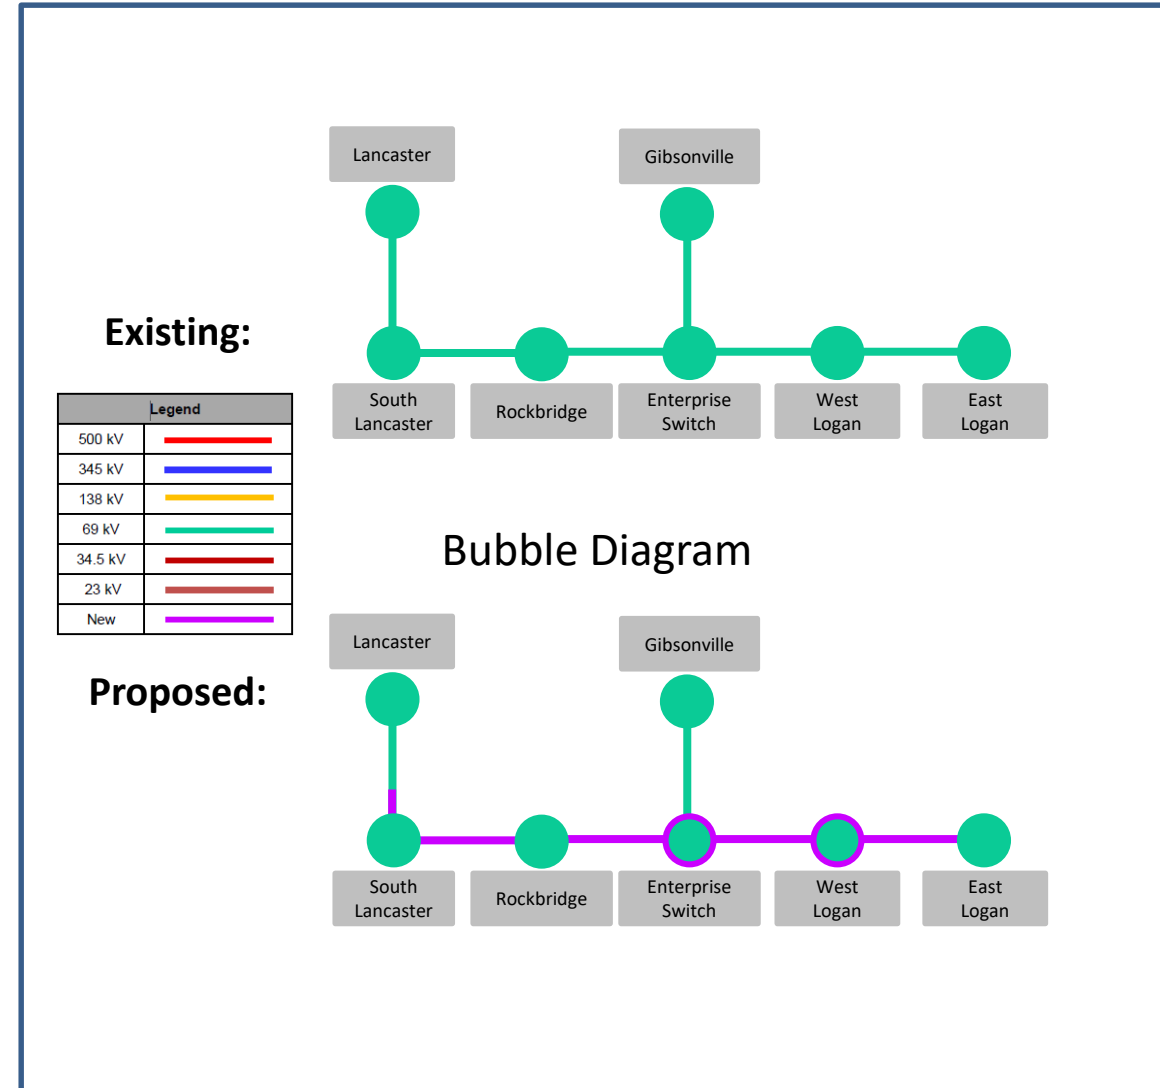 Lancaster
Gibsonville
Existing:
South
Lancaster
Rockbridge
Enterprise
Switch
West
Logan
East
Logan
Legend
500 kV
345 kV
138 kV
69 kV
34.5 kV
23 kV
New
Bubble Diagram
Lancaster
Gibsonville
Proposed:
South
Lancaster
Rockbridge
Enterprise
Switch
West
Logan
East
Logan